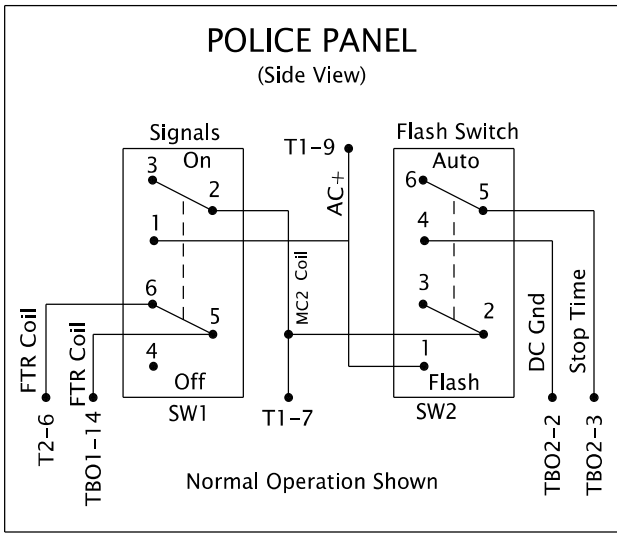 POLICE PANEL
(Side View)
Signals
On
3
2
1
6
5
4
Off
SW1
T1-9
AC+
MC2 Coil
T1-7
Flash Switch
Auto
6
5
4
3
2
1
Flash
SW2
FTR Coil
T2-6
FTR Coil
TBO1-14
DC Gnd
TBO2-2
Stop Time
TBO2-3
Normal Operation Shown